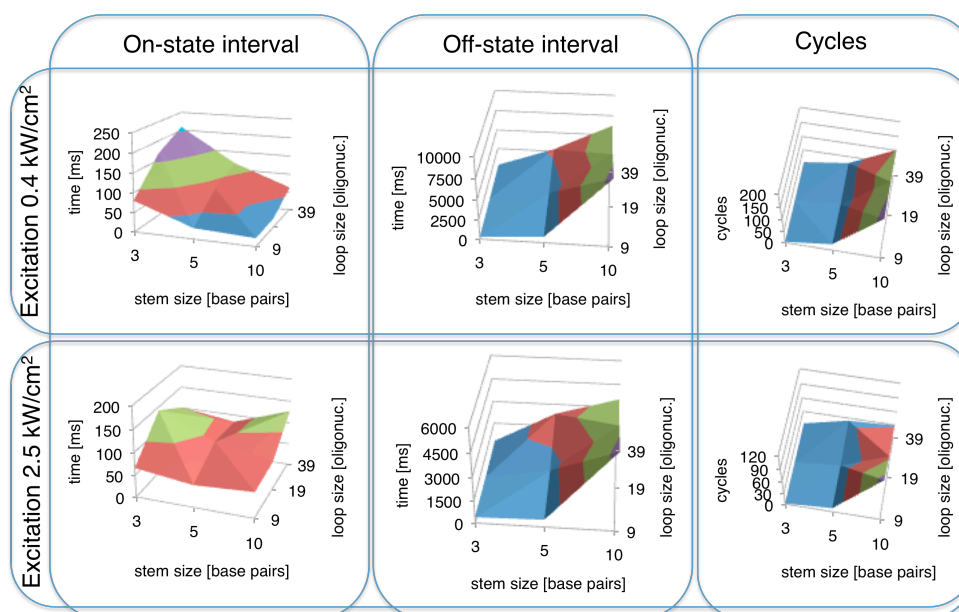 On-state interval
Off-state interval
Cycles
Excitation 0.4 kW/cm²
time [ms]
250
200
150
100
50
0
3
5
10
9
39
stem size [base pairs]
loop size [oligonuc.]
time [ms]
10000
7500
5000
2500
0
3
5
10
9
19
39
stem size [base pairs]
loop size [oligonuc.]
cycles
200
150
100
50
0
3
5
10
9
19
39
stem size [base pairs]
loop size [oligonuc.]
Excitation 2.5 kW/cm²
time [ms]
200
150
100
50
0
3
5
10
9
19
39
stem size [base pairs]
loop size [oligonuc.]
time [ms]
6000
4500
3000
1500
0
3
5
10
9
19
39
stem size [base pairs]
loop size [oligonuc.]
cycles
120
90
60
30
0
3
5
10
9
19
39
stem size [base pairs]
loop size [oligonuc.]